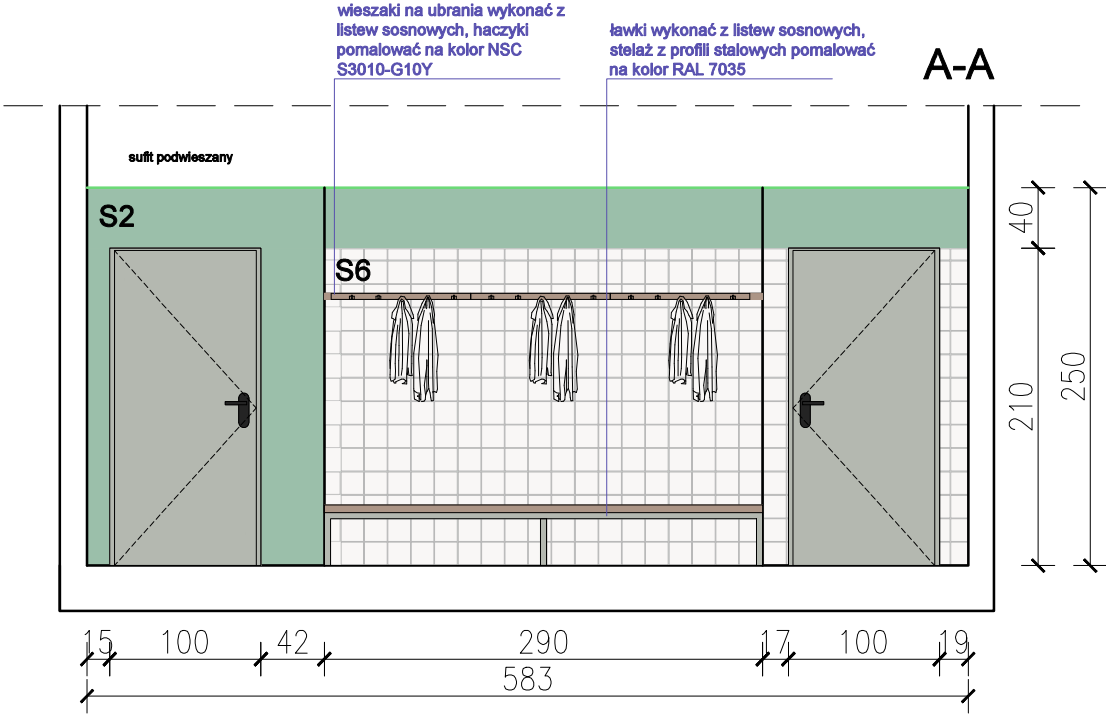 wieszaki na ubrania wykonać z
listew sosnowych, haczyki
pomalować na kolor NSC
S3010-G10Y
ławki wykonać z listew sosnowych,
stelaż z profili stalowych pomalować
na kolor RAL 7035
A-A
sufit podwieszany
S2
S6
40
210
250
15 100 42 290 17 100 19
583